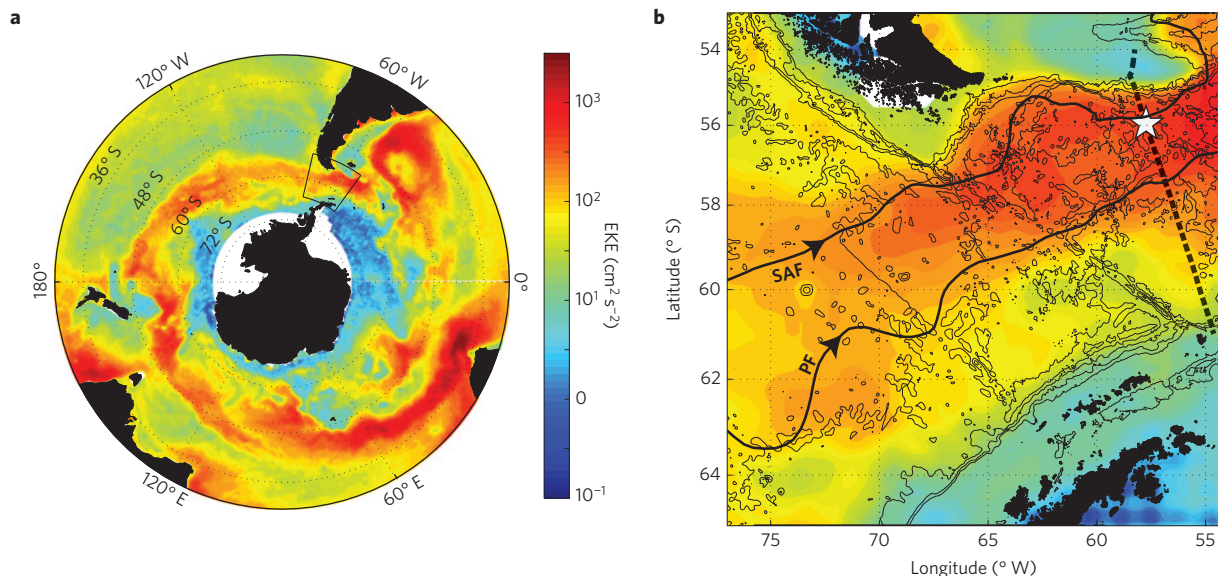 a
120° W
60° W
36° S
48° S
60° S
72° S
180°
0°
120° E
60° E
10³
10²
10¹
0
10⁻¹
EKE (cm² s⁻²)
b
54
56
58
60
62
64
Latitude (° S)
SAF
PF
75
70
65
60
55
Longitude (° W)